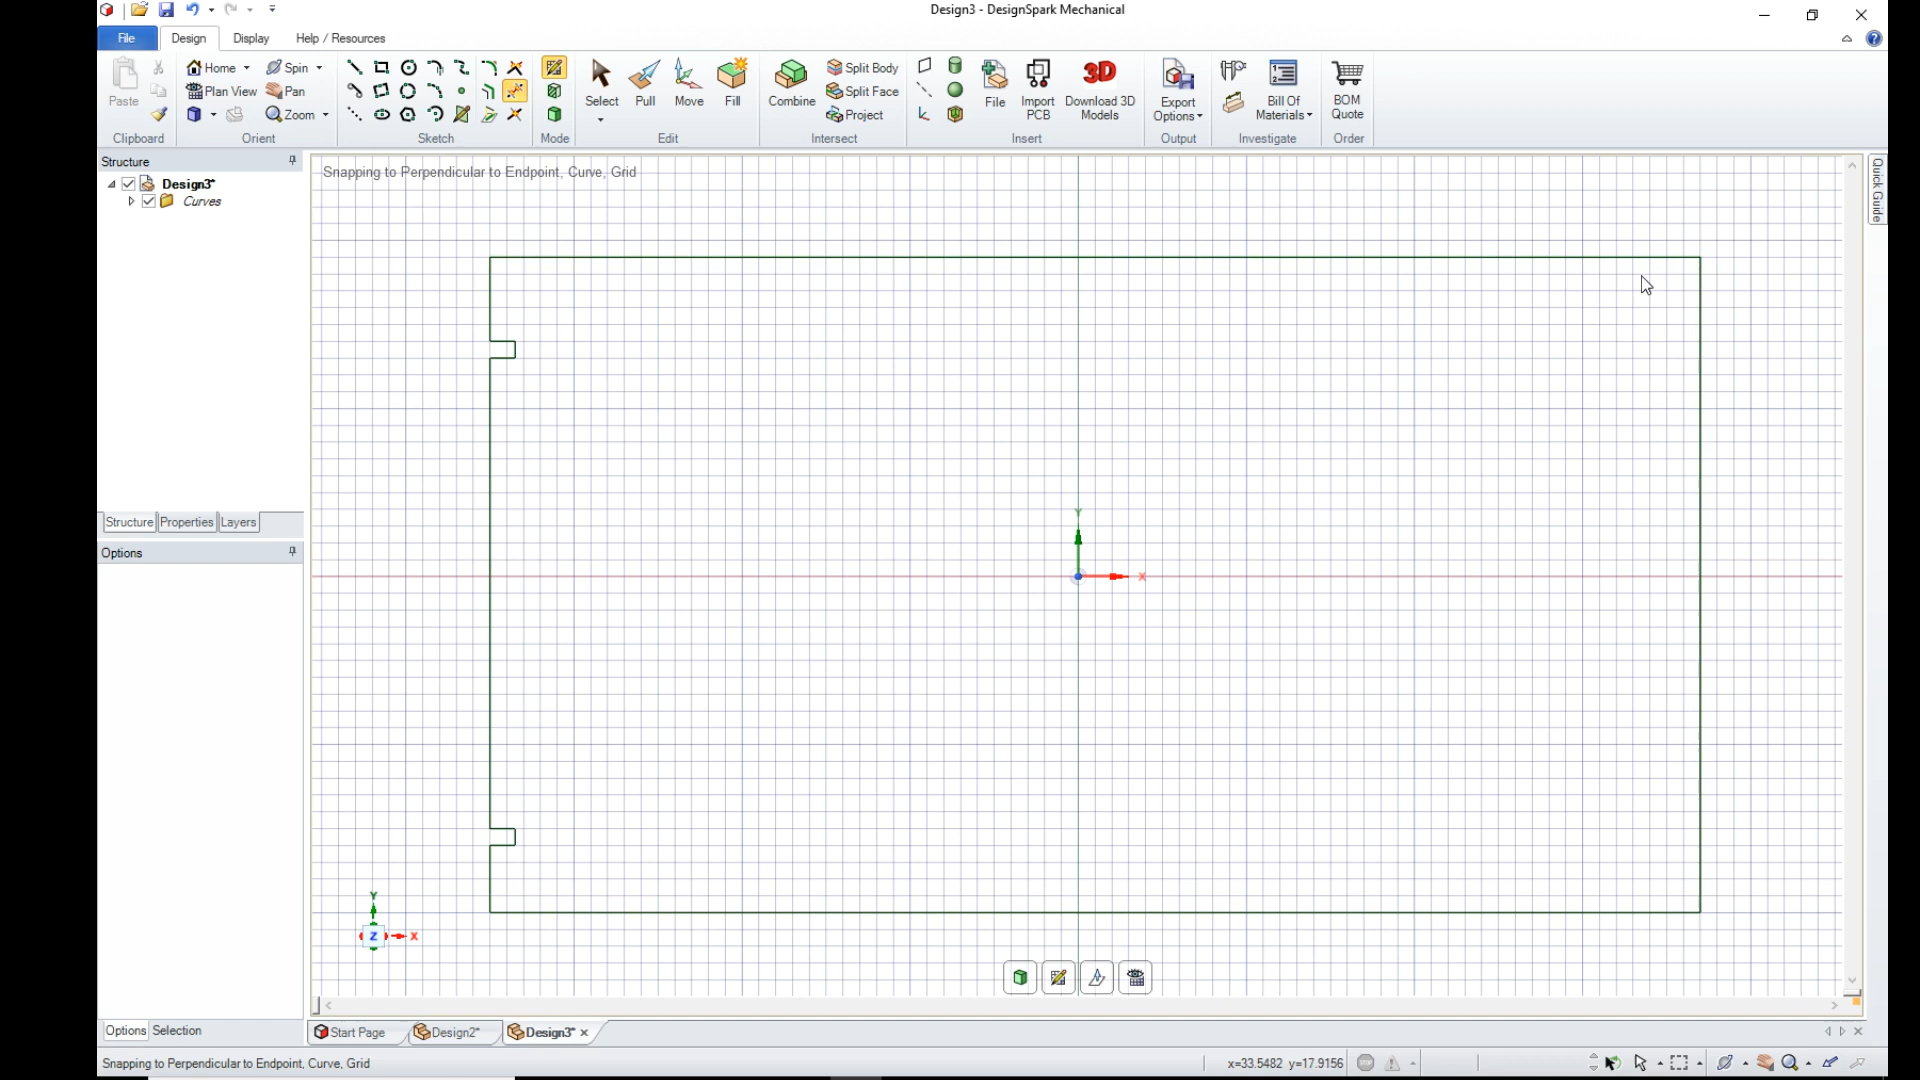 Design3 - DesignSpark Mechanical
File Design Display Help / Resources
Paste
Clipboard
Home Spin
Plan View Pan
Zoom
Orient
Sketch
Mode
Select Pull Move Fill
Edit
Combine
Split Body
Split Face
Project
Intersect
File
Import PCB
Download 3D Models
3D
Insert
Export Options
Output
Bill Of Materials
Investigate
BOM Quote
Order
Structure
Design3*
Curves
Snapping to Perpendicular to Endpoint, Curve, Grid
Quick Guide
Y
X
Structure Properties Layers
Options
Y
Z X
Options Selection
Start Page Design2* Design3*
Snapping to Perpendicular to Endpoint, Curve, Grid
x=33.5482 y=17.9156